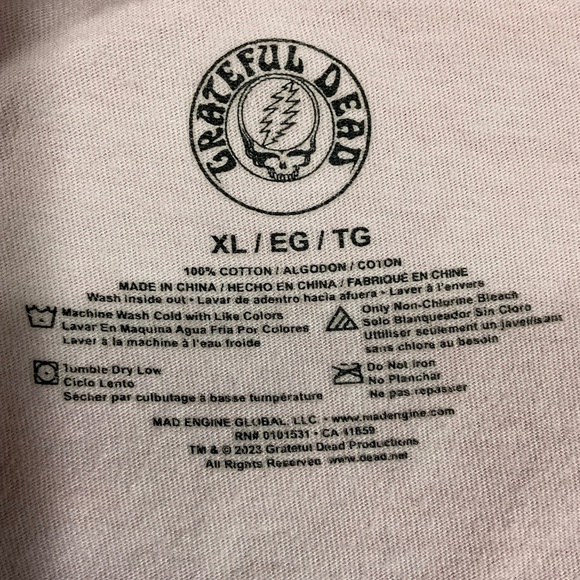 GRATEFUL DEAD
XL / EG / TG
100% COTTON / ALGODON / COTON
MADE IN CHINA / HECHO EN CHINA / FABRIQUÉ EN CHINE
Wash inside out • Lavar de adentro hacia afuera • Laver à l'envers
Machine Wash Cold with Like Colors
Lavar En Maquina Agua Fria Por Colores
Laver à la machine à l'eau froide
Only Non-Chlorine Bleach
Solo Blanqueador Sin Cloro
Uttiliser seulement un javellisant
sans chlore au besoin
Tumble Dry Low
Ciclo Lento
Sécher par culbutage à basse température
Do Not Iron
No Planchar
Ne pas repasser
MAD ENGINE GLOBAL, LLC. • www.madengine.com
RN# 0101531 • CA 41659
TM & © 2023 Grateful Dead Productions
All Rights Reserved www.dead.net